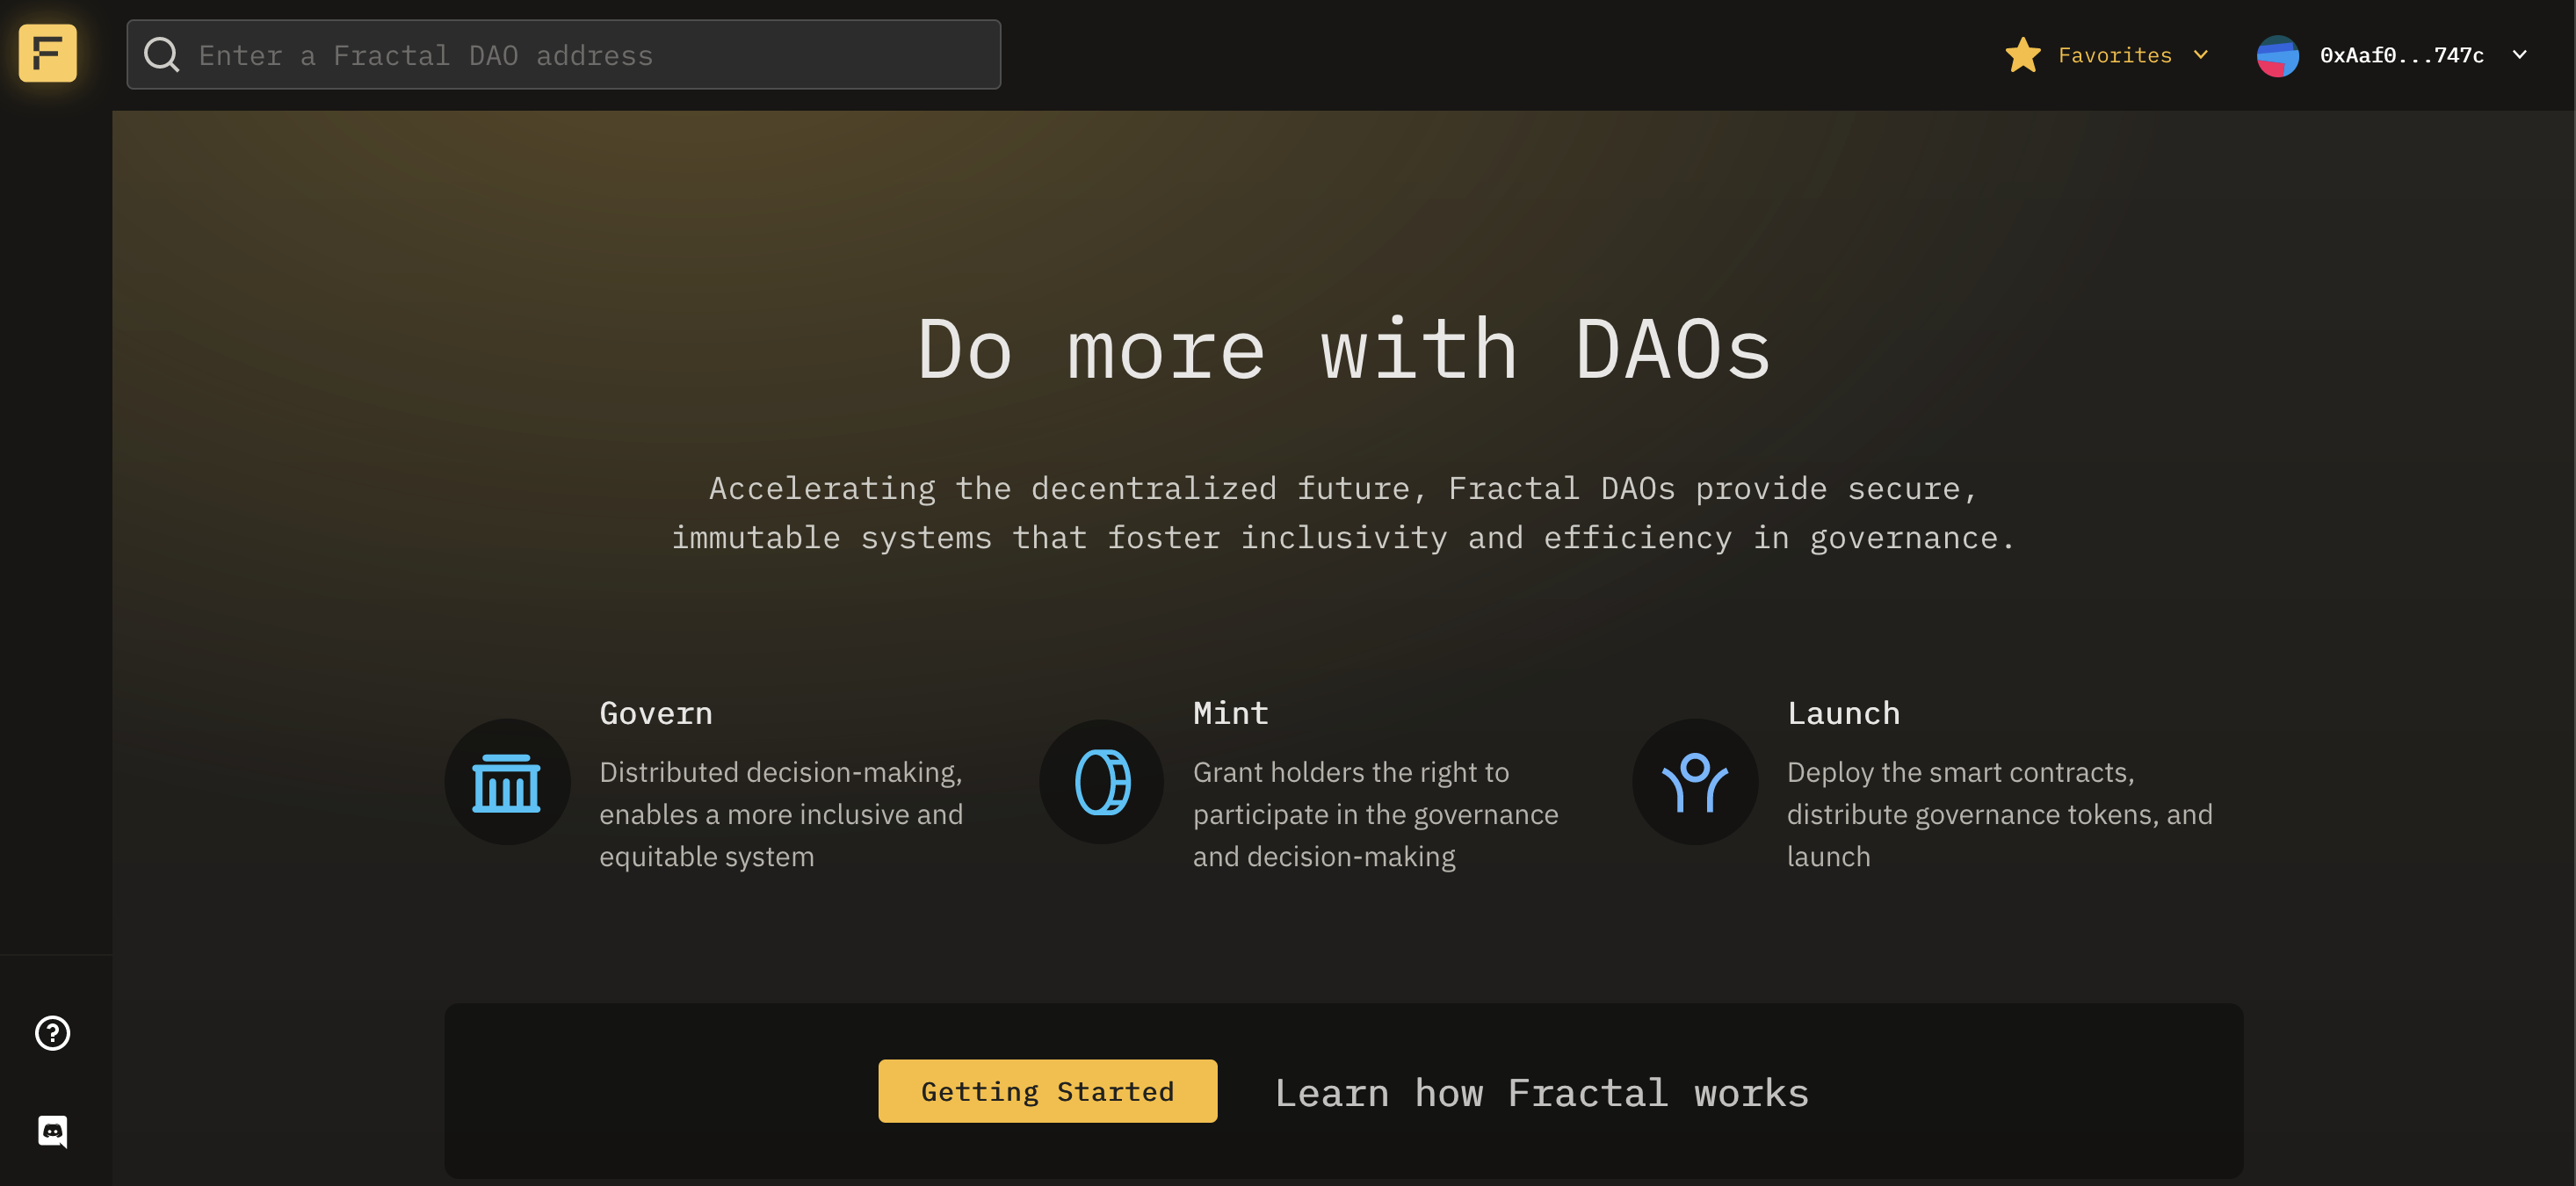 Enter a Fractal DAO address
Favorites
0xAaf0...747c
Do more with DAOs
Accelerating the decentralized future, Fractal DAOs provide secure,
immutable systems that foster inclusivity and efficiency in governance.
Govern
Distributed decision-making,
enables a more inclusive and
equitable system
Mint
Grant holders the right to
participate in the governance
and decision-making
Launch
Deploy the smart contracts,
distribute governance tokens, and
launch
Getting Started
Learn how Fractal works